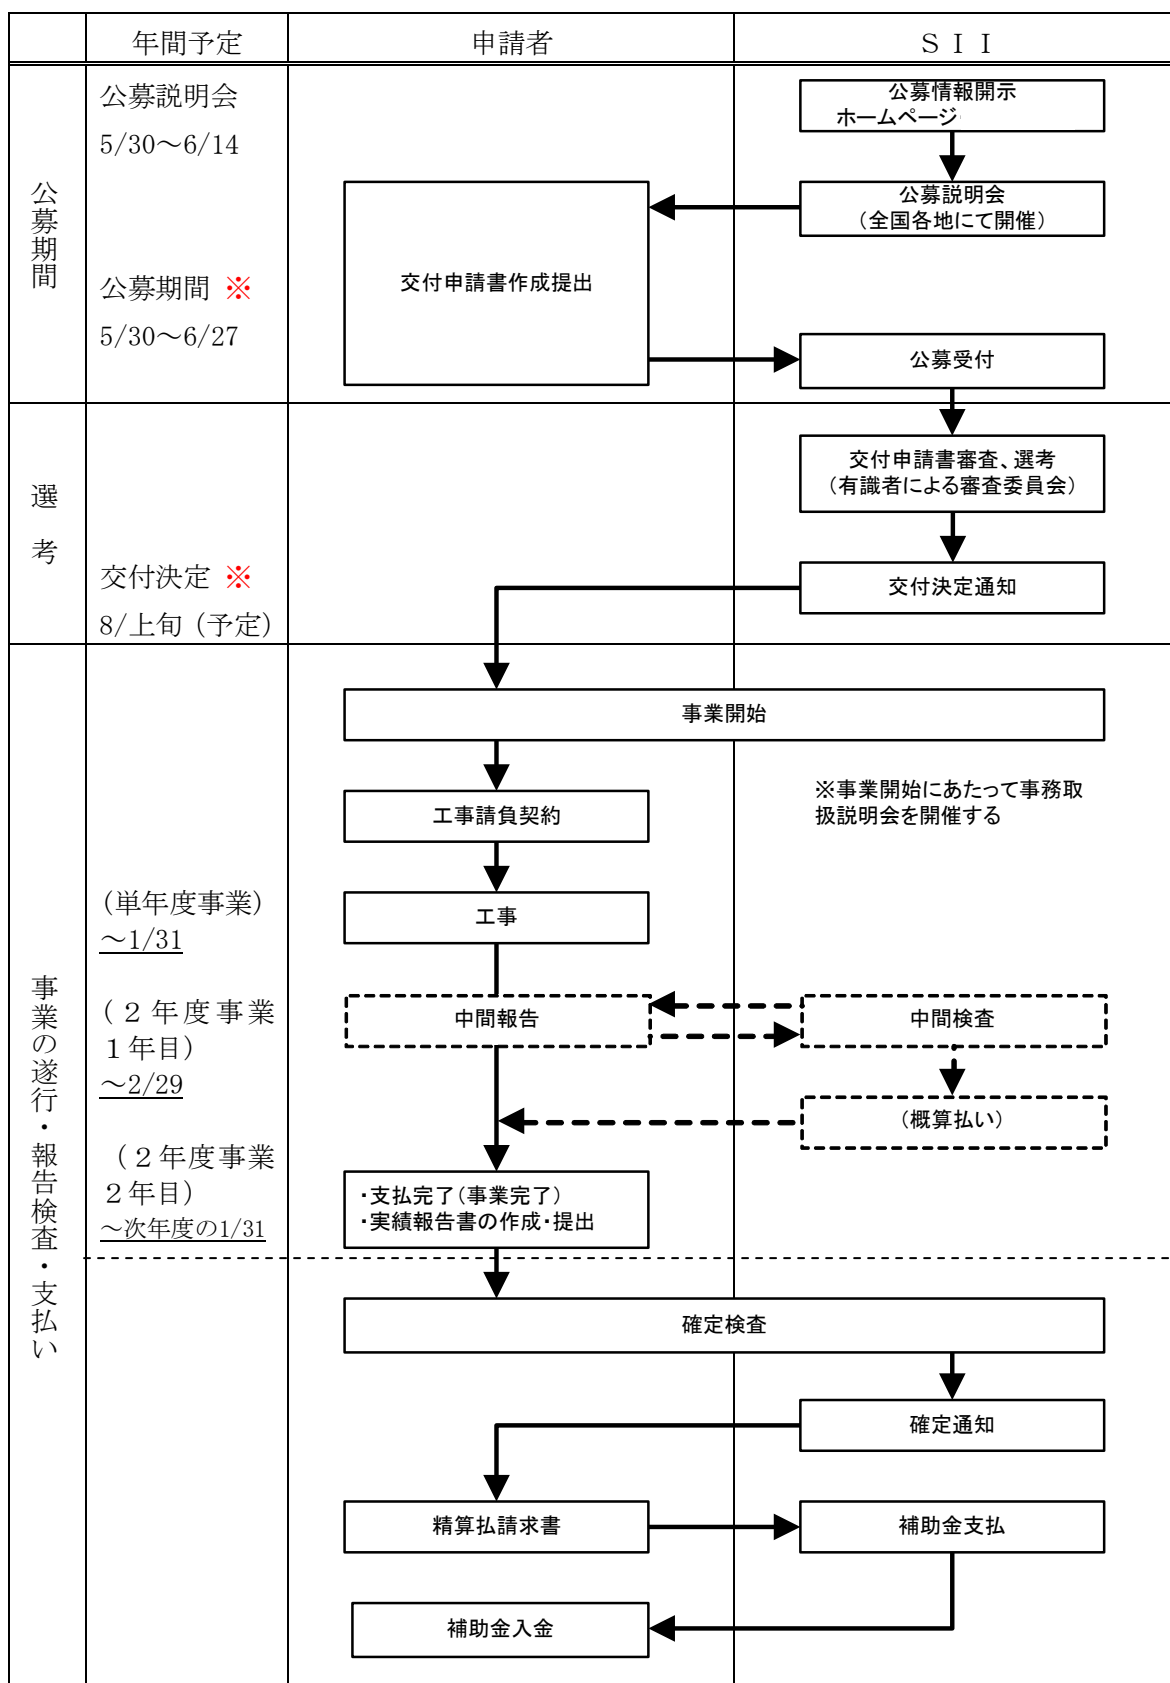 年間予定
申請者
ＳＩＩ
公募期間
公募説明会
5/30～6/14
公募期間 ※
5/30～6/27
公募情報開示
ホームページ
公募説明会
（全国各地にて開催）
交付申請書作成提出
公募受付
選考
交付決定 ※
8/上旬（予定）
交付申請書審査、選考
（有識者による審査委員会）
交付決定通知
事業の遂行・報告検査・支払い
（単年度事業）
～1/31
（２年度事業
１年目）
～2/29
（２年度事業
２年目）
～次年度の1/31
事業開始
※事業開始にあたって事務取
扱説明会を開催する
工事請負契約
工事
中間報告
中間検査
（概算払い）
・支払完了（事業完了）
・実績報告書の作成・提出
確定検査
確定通知
精算払請求書
補助金支払
補助金入金